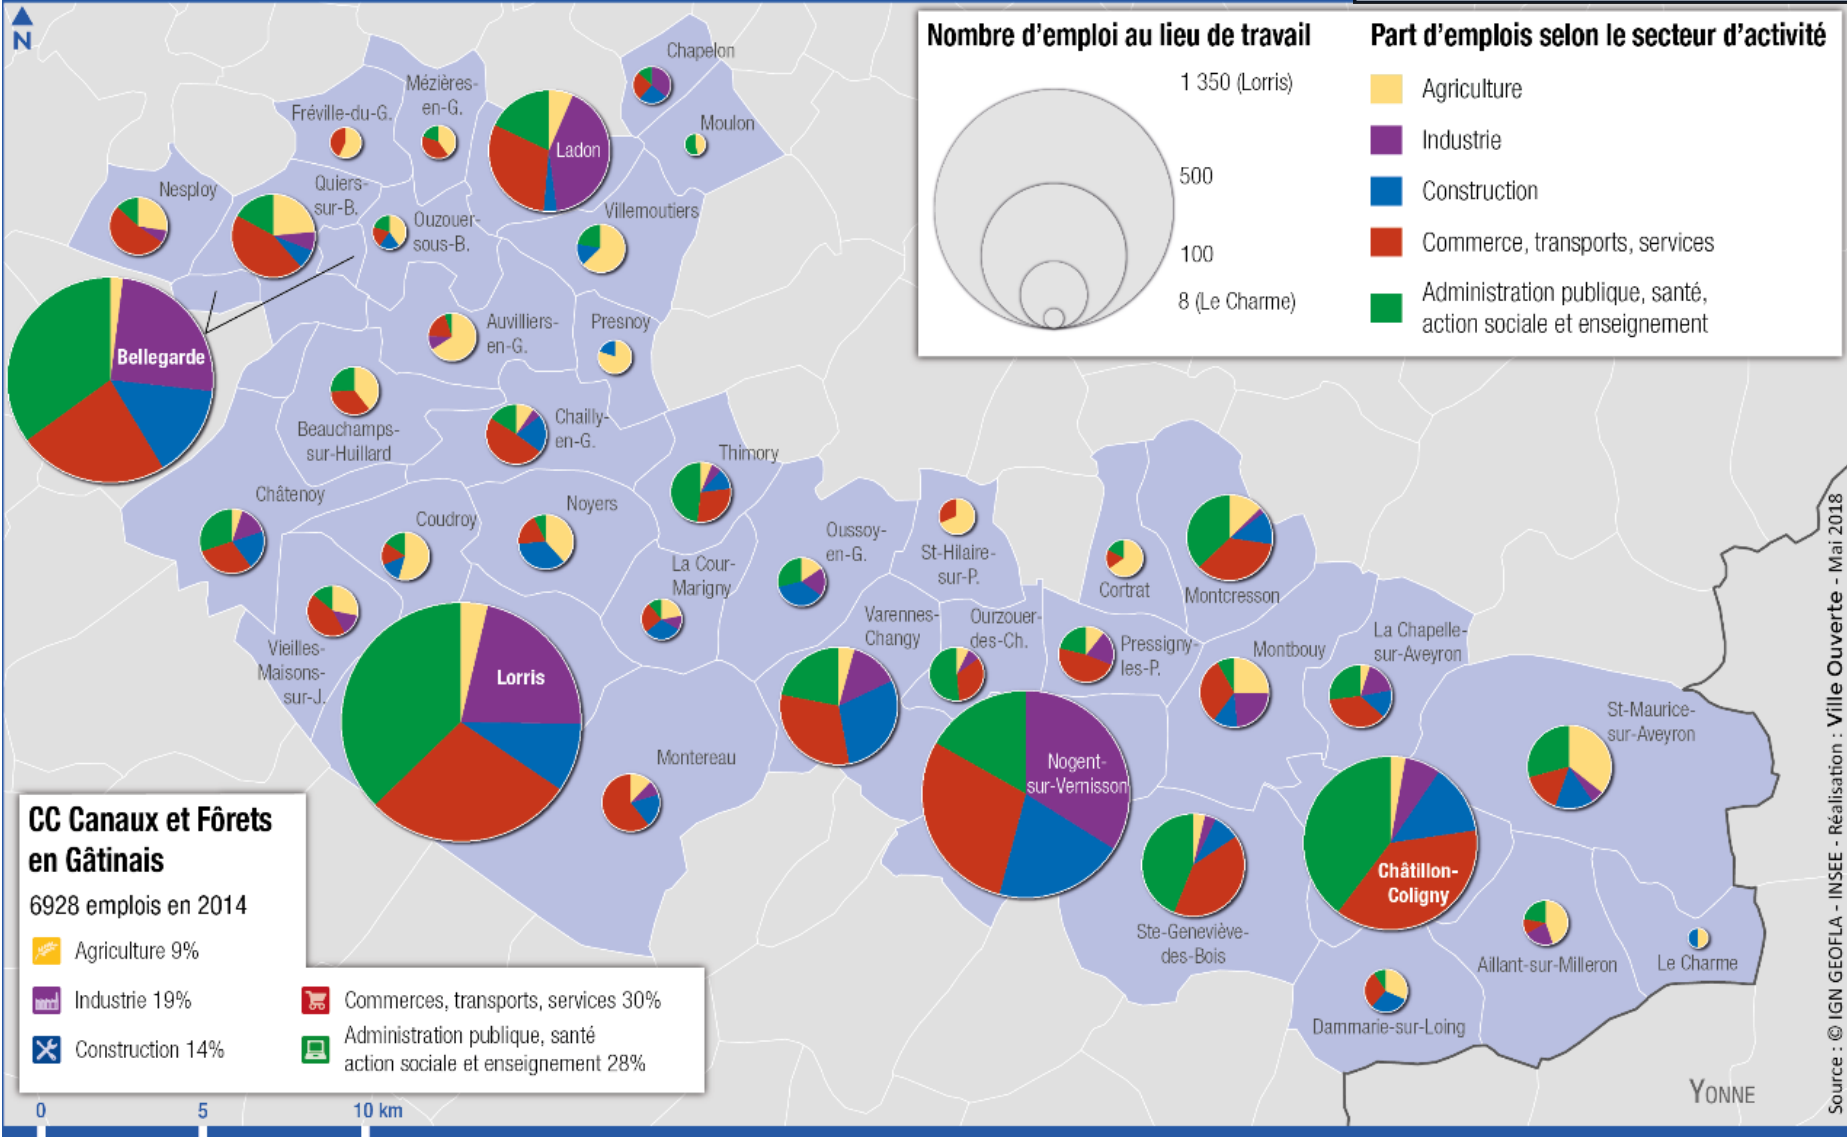 N
Nombre d'emploi au lieu de travail
1 350 (Lorris)
500
100
8 (Le Charme)
Part d'emplois selon le secteur d'activité
Agriculture
Industrie
Construction
Commerce, transports, services
Administration publique, santé,
action sociale et enseignement
Chapelon
Mézières-
en-G.
Fréville-du-G.
Moulon
Ladon
Nesploy
Quiers-
sur-B.
Ouzouer-
sous-B.
Villemoutiers
Bellegarde
Auvilliers-
en-G.
Presnoy
Beauchamps-
sur-Huillard
Chailly-
en-G.
Thimory
Châtenoy
Coudroy
Noyers
La Cour-
Marigny
Oussoy-
en-G.
St-Hilaire-
sur-P.
Cortrat
Montcresson
Vieilles-
Maisons-
sur-J.
Lorris
Varennes-
Changy
Ourzouer-
des-Ch.
Pressigny-
les-P.
Montbouy
La Chapelle-
sur-Aveyron
St-Maurice-
sur-Aveyron
Montereau
Nogent-
sur-Vernisson
Châtillon-
Coligny
Ste-Geneviève-
des-Bois
Aillant-sur-Milleron
Le Charme
Dammarie-sur-Loing
YONNE
CC Canaux et Fôrets
en Gâtinais
6928 emplois en 2014
Agriculture 9%
Industrie 19%
Construction 14%
Commerces, transports, services 30%
Administration publique, santé
action sociale et enseignement 28%
0 5 10 km
Source : © IGN GEOFLA - INSEE - Réalisation : Ville Ouverte - Mai 2018